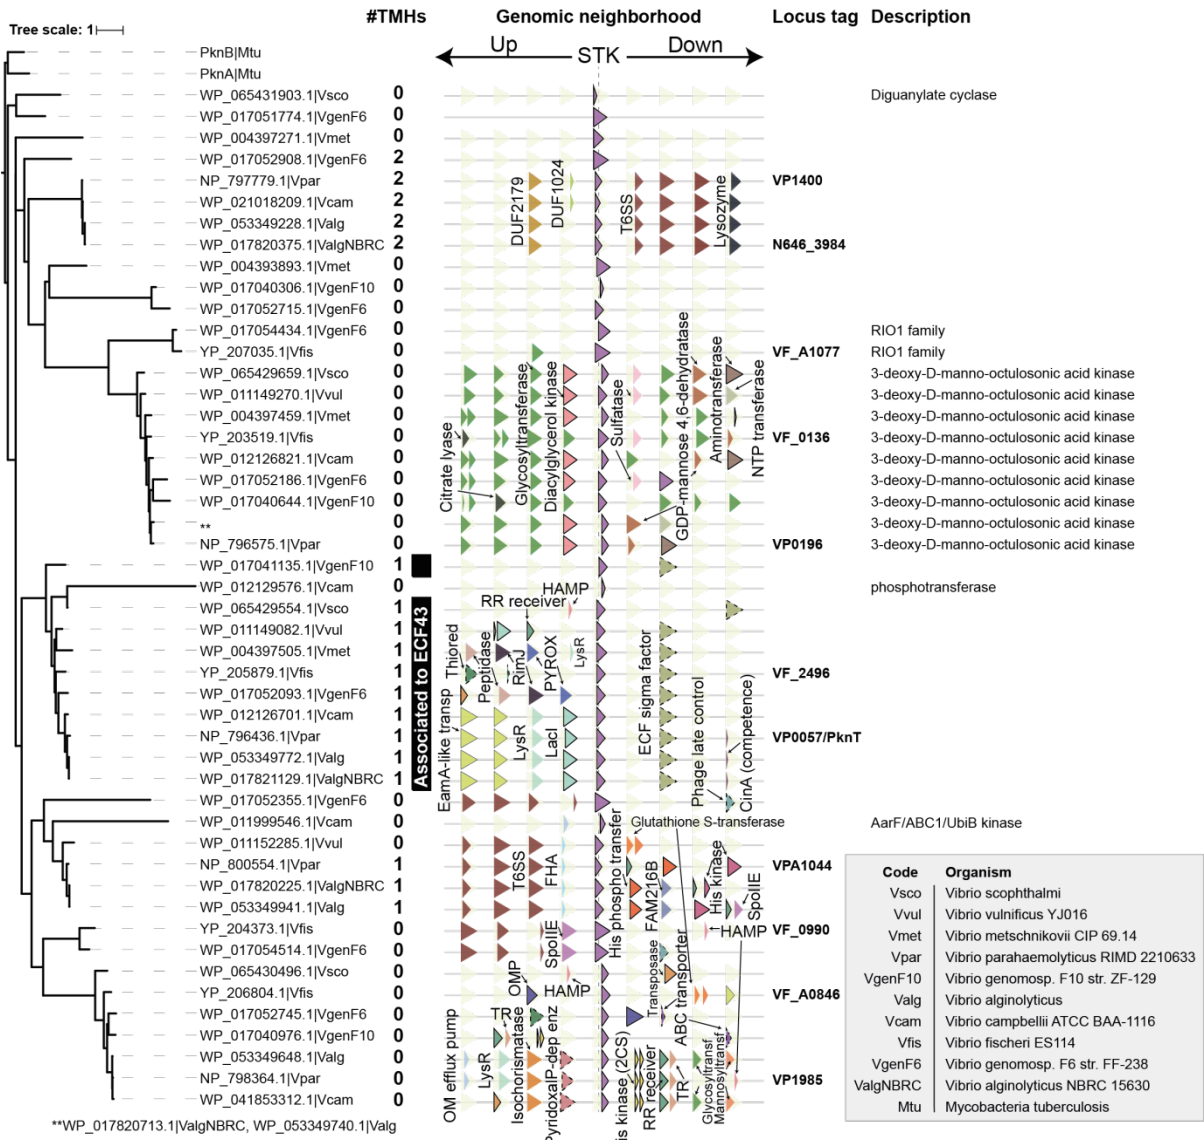 #TMHs Genomic neighborhood Locus tag Description
Tree scale: 1
Up STK Down
PknB|Mtu
PknA|Mtu
WP_065431903.1|Vsco 0 Diguanylate cyclase
WP_017051774.1|VgenF6 0
WP_004397271.1|Vmet 0
WP_017052908.1|VgenF6 2
NP_797779.1|Vpar 2 VP1400
WP_021018209.1|Vcam 2
WP_053349228.1|Valg 2
WP_017820375.1|ValgNBRC 2 N646_3984
DUF2179
DUF1024
T6SS
Lysozyme
WP_004393893.1|Vmet 0
WP_017040306.1|VgenF10 0
WP_017052715.1|VgenF6 0
WP_017054434.1|VgenF6 0 RIO1 family
YP_207035.1|Vfis 0 VF_A1077 RIO1 family
WP_065429659.1|Vsco 0 3-deoxy-D-manno-octulosonic acid kinase
WP_011149270.1|Vvul 0 3-deoxy-D-manno-octulosonic acid kinase
WP_004397459.1|Vmet 0 3-deoxy-D-manno-octulosonic acid kinase
YP_203519.1|Vfis 0 VF_0136 3-deoxy-D-manno-octulosonic acid kinase
WP_012126821.1|Vcam 0 3-deoxy-D-manno-octulosonic acid kinase
WP_017052186.1|VgenF6 0 3-deoxy-D-manno-octulosonic acid kinase
WP_017040644.1|VgenF10 0 3-deoxy-D-manno-octulosonic acid kinase
** 0 3-deoxy-D-manno-octulosonic acid kinase
NP_796575.1|Vpar 0 VP0196 3-deoxy-D-manno-octulosonic acid kinase
Citrate lyase
Glycosyltransferase
Diacylglycerol kinase
Sulfatase
GDP-mannose 4,6-dehydratase
Aminotransferase
NTP transferase
WP_017041135.1|VgenF10 1
WP_012129576.1|Vcam 0 phosphotransferase
WP_065429554.1|Vsco 1
WP_011149082.1|Vvul 1
WP_004397505.1|Vmet 1
YP_205879.1|Vfis 1 VF_2496
WP_017052093.1|VgenF6 1
WP_012126701.1|Vcam 1
NP_796436.1|Vpar 1 VP0057/PknT
WP_053349772.1|Valg 1
WP_017821129.1|ValgNBRC 1
Associated to ECF43
HAMP
RR receiver
Thiored
Peptidase
RimJ
PYROX
LysR
EamA-like transp
LysR
LacI
ECF sigma factor
Phage late control
CinA (competence)
WP_017052355.1|VgenF6 0
WP_011999546.1|Vcam 0 AarF/ABC1/UbiB kinase
WP_011152285.1|Vvul 0
NP_800554.1|Vpar 1 VPA1044
WP_017820225.1|ValgNBRC 1
WP_053349941.1|Valg 1
YP_204373.1|Vfis 0 VF_0990
WP_017054514.1|VgenF6 0
WP_065430496.1|Vsco 0
YP_206804.1|Vfis 0 VF_A0846
WP_017052745.1|VgenF6 0
WP_017040976.1|VgenF10 0
WP_053349648.1|Valg 0
NP_798364.1|Vpar 0 VP1985
WP_041853312.1|Vcam 0
Glutathione S-transferase
T6SS
FHA
His phospho transfer
FAM216B
His kinase
SpoIIE
SpoIIE
HAMP
HAMP
OMP
Transposase
ABC transporter
TR
OM efflux pump
LysR
Isochorismatase
PyridoxalP-dep enz
His kinase (2CS)
RR receiver
TR
Glycosyltransf
Mannosyltransf
**WP_017820713.1|ValgNBRC, WP_053349740.1|Valg
Code Organism
Vsco Vibrio scophthalmi
Vvul Vibrio vulnificus YJ016
Vmet Vibrio metschnikovii CIP 69.14
Vpar Vibrio parahaemolyticus RIMD 2210633
VgenF10 Vibrio genomosp. F10 str. ZF-129
Valg Vibrio alginolyticus
Vcam Vibrio campbellii ATCC BAA-1116
Vfis Vibrio fischeri ES114
VgenF6 Vibrio genomosp. F6 str. FF-238
ValgNBRC Vibrio alginolyticus NBRC 15630
Mtu Mycobacteria tuberculosis